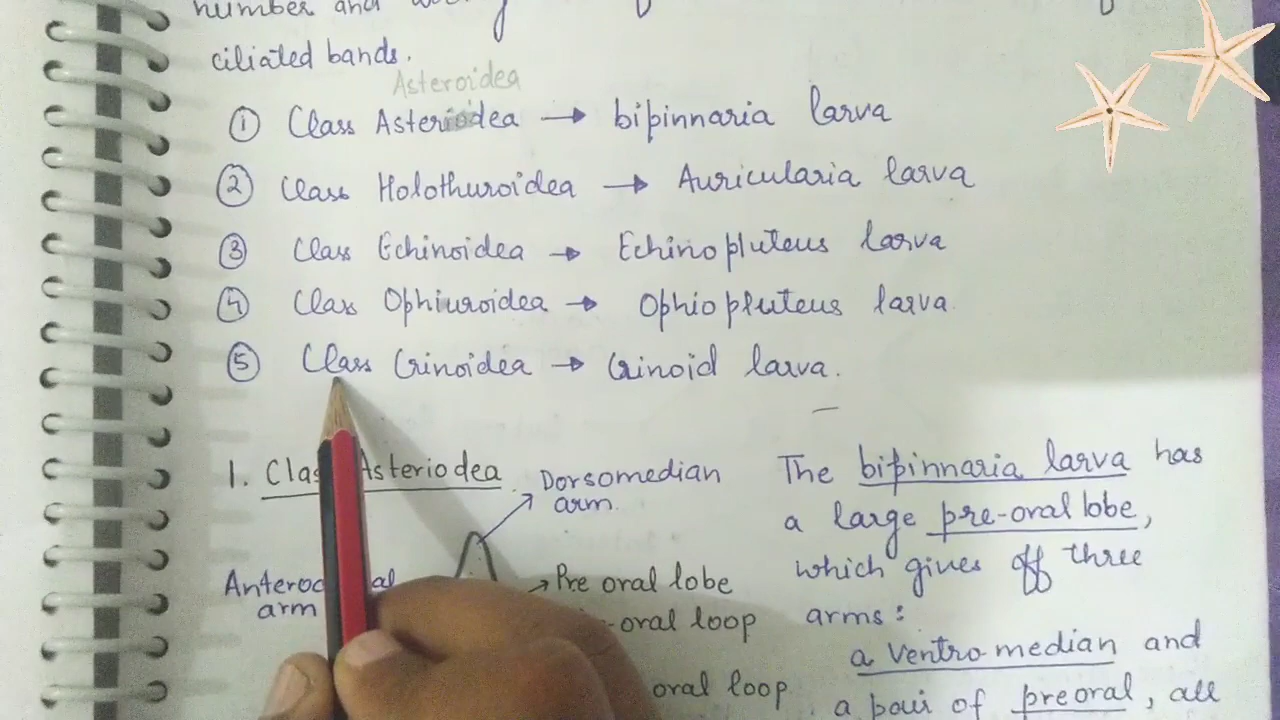 number and
ciliated bands.
Asteroidea
① Class Asteriodea → bipinnaria larva
② Class Holothuroidea → Auricularia larva
③ Class Echinoidea → Echinopluteus larva
④ Class Ophiuroidea → Ophiopluteus larva
⑤ Class Crinoidea → Crinoid larva.
1. Class Asteriodea
Dorsomedian
arm.
arm
→ Pre oral lobe
-oral loop
oral loop
The bipinnaria larva has
a large pre-oral lobe,
which gives off three
arms:
a ventro median and
a pair of preoral, all